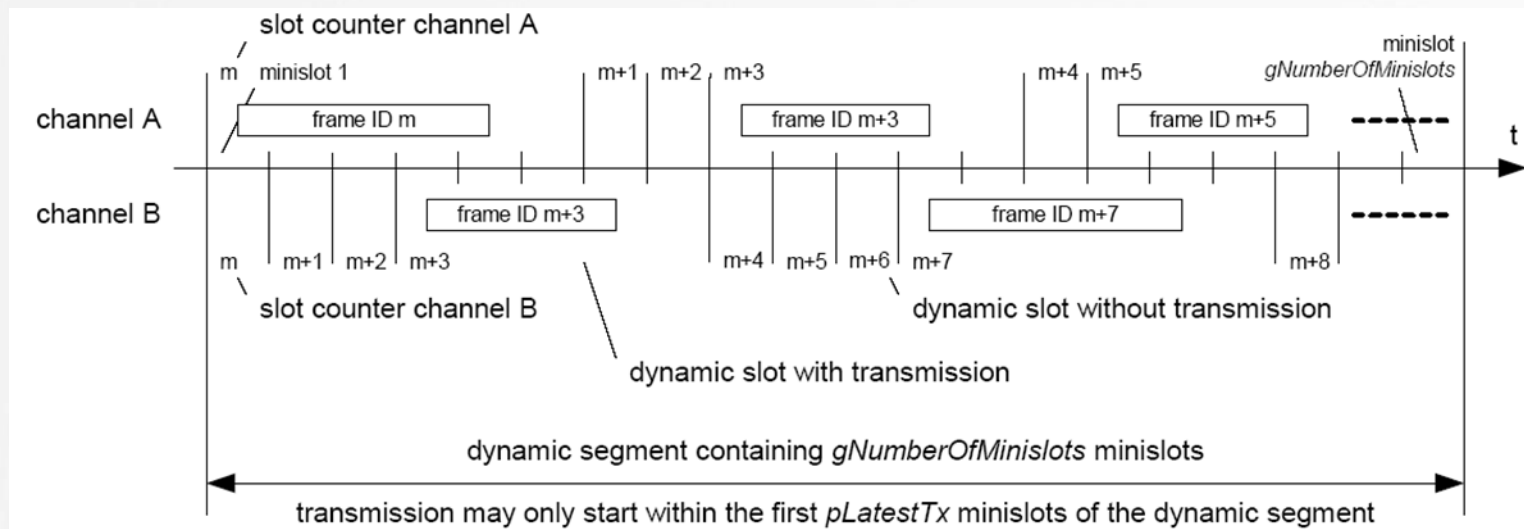 slot counter channel A
minislot
m minislot 1 m+1 m+2 m+3 m+4 m+5 gNumberOfMinislots
channel A frame ID m frame ID m+3 frame ID m+5
t
channel B frame ID m+3 frame ID m+7
m m+1 m+2 m+3 m+4 m+5 m+6 m+7 m+8
slot counter channel B dynamic slot without transmission
dynamic slot with transmission
dynamic segment containing gNumberOfMinislots minislots
transmission may only start within the first pLatestTx minislots of the dynamic segment